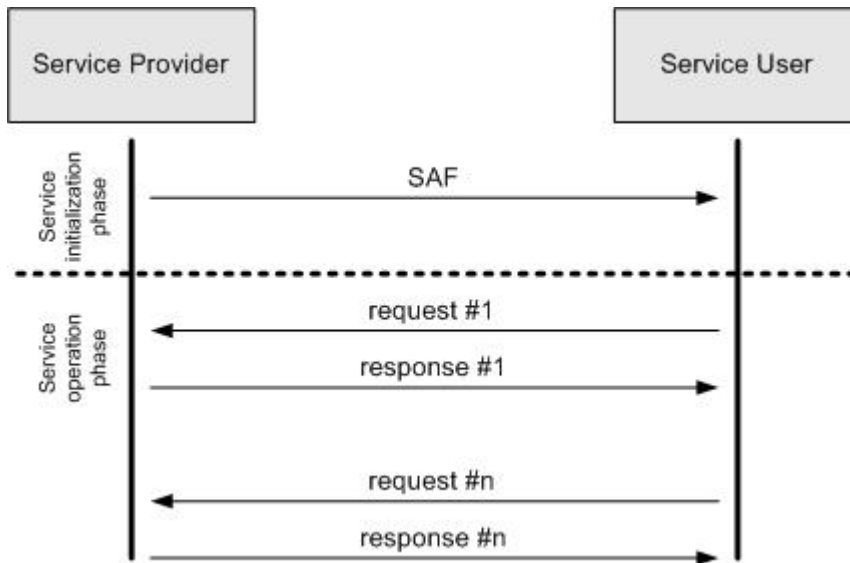 Service Provider
Service User
Service
initialization
phase
SAF
Service
operation
phase
request #1
response #1
request #n
response #n